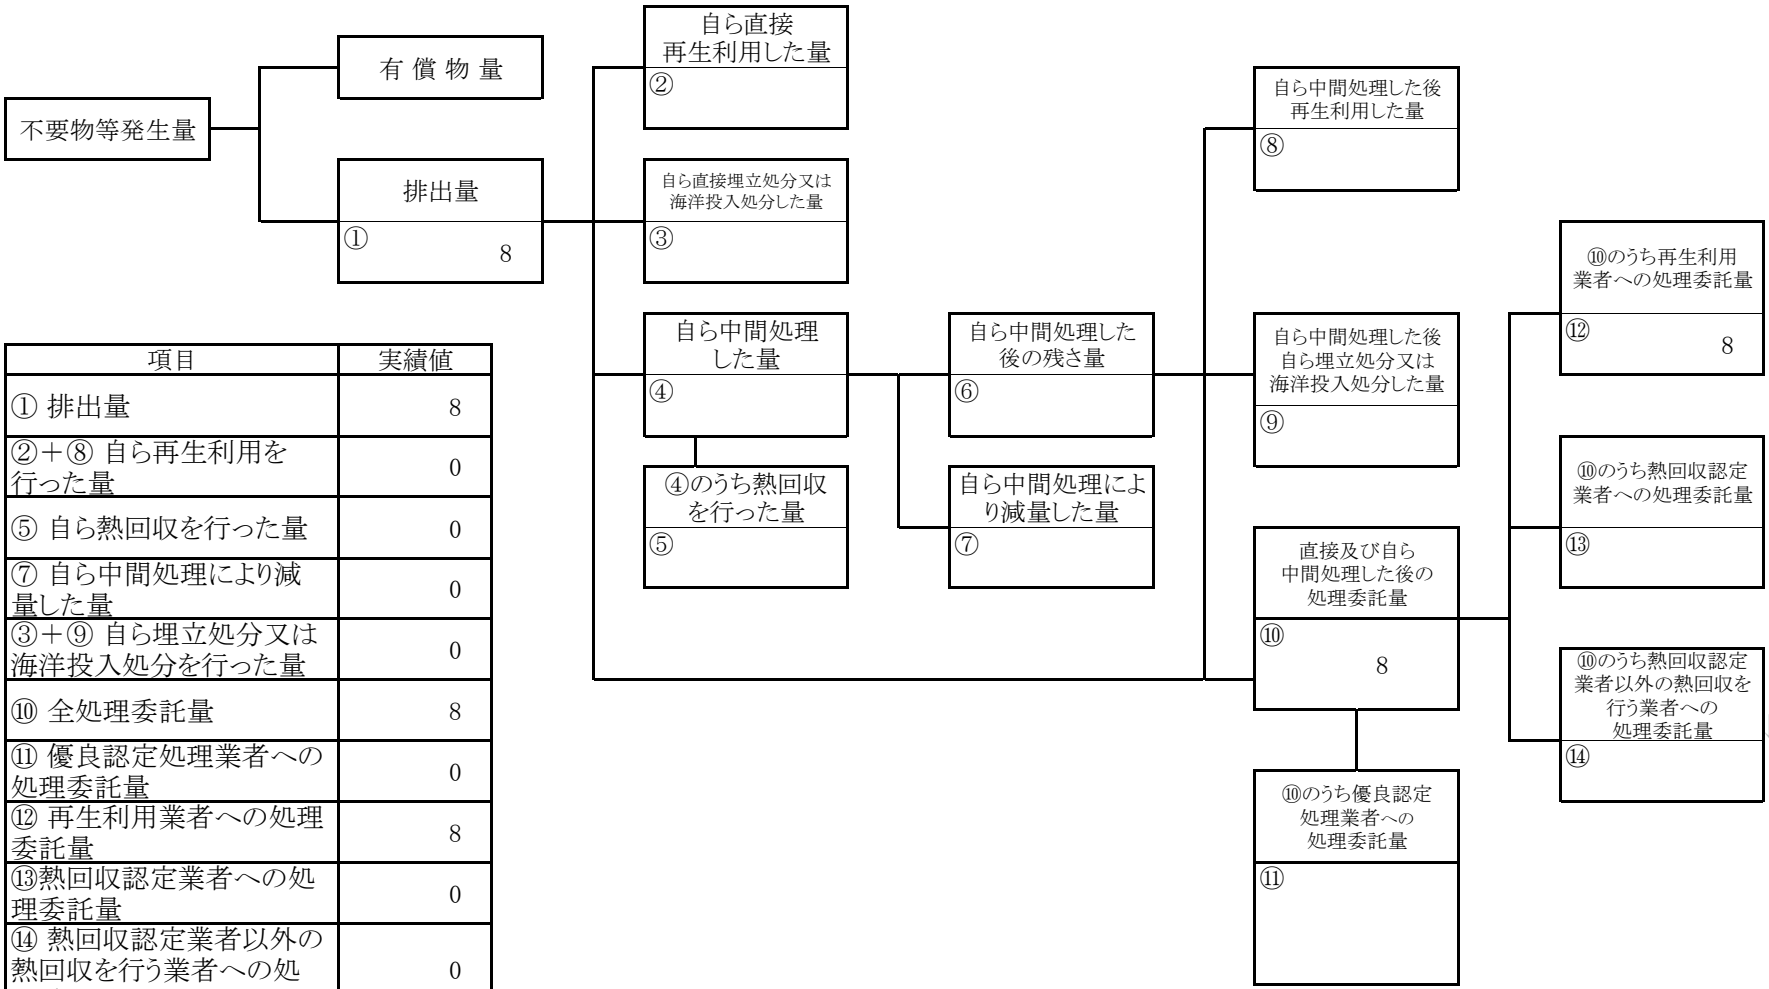 不要物等発生量
有 償 物 量
排出量
①
8
自ら直接
再生利用した量
②
自ら直接埋立処分又は
海洋投入処分した量
③
自ら中間処理
した量
④
④のうち熱回収
を行った量
⑤
自ら中間処理した
後の残さ量
⑥
自ら中間処理によ
り減量した量
⑦
自ら中間処理した後
再生利用した量
⑧
自ら中間処理した後
自ら埋立処分又は
海洋投入処分した量
⑨
直接及び自ら
中間処理した後の
処理委託量
⑩
8
⑩のうち優良認定
処理業者への
処理委託量
⑪
⑩のうち再生利用
業者への処理委託量
⑫
8
⑩のうち熱回収認定
業者への処理委託量
⑬
⑩のうち熱回収認定
業者以外の熱回収を
行う業者への
処理委託量
⑭
項目 実績値
① 排出量 8
②＋⑧ 自ら再生利用を
行った量 0
⑤ 自ら熱回収を行った量 0
⑦ 自ら中間処理により減
量した量 0
③＋⑨ 自ら埋立処分又は
海洋投入処分を行った量 0
⑩ 全処理委託量 8
⑪ 優良認定処理業者への
処理委託量 0
⑫ 再生利用業者への処理
委託量 8
⑬熱回収認定業者への処
理委託量 0
⑭ 熱回収認定業者以外の
熱回収を行う業者への処 0